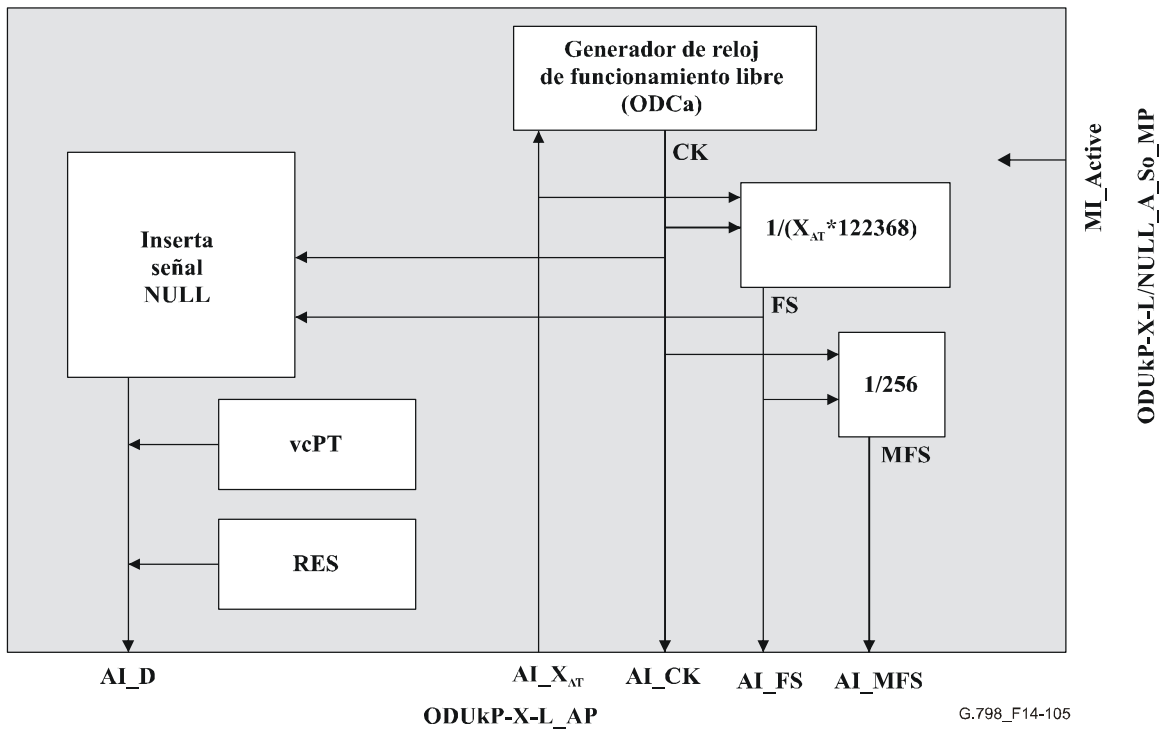 Generador de reloj
de funcionamiento libre
(ODCa)
CK
MI_Active
ODUkP-X-L/NULL_A_So_MP
Inserta
señal
NULL
1/(X_AT*122368)
FS
1/256
MFS
vcPT
RES
AI_D
AI_X_AT
AI_CK
AI_FS
AI_MFS
ODUkP-X-L_AP
G.798_F14-105